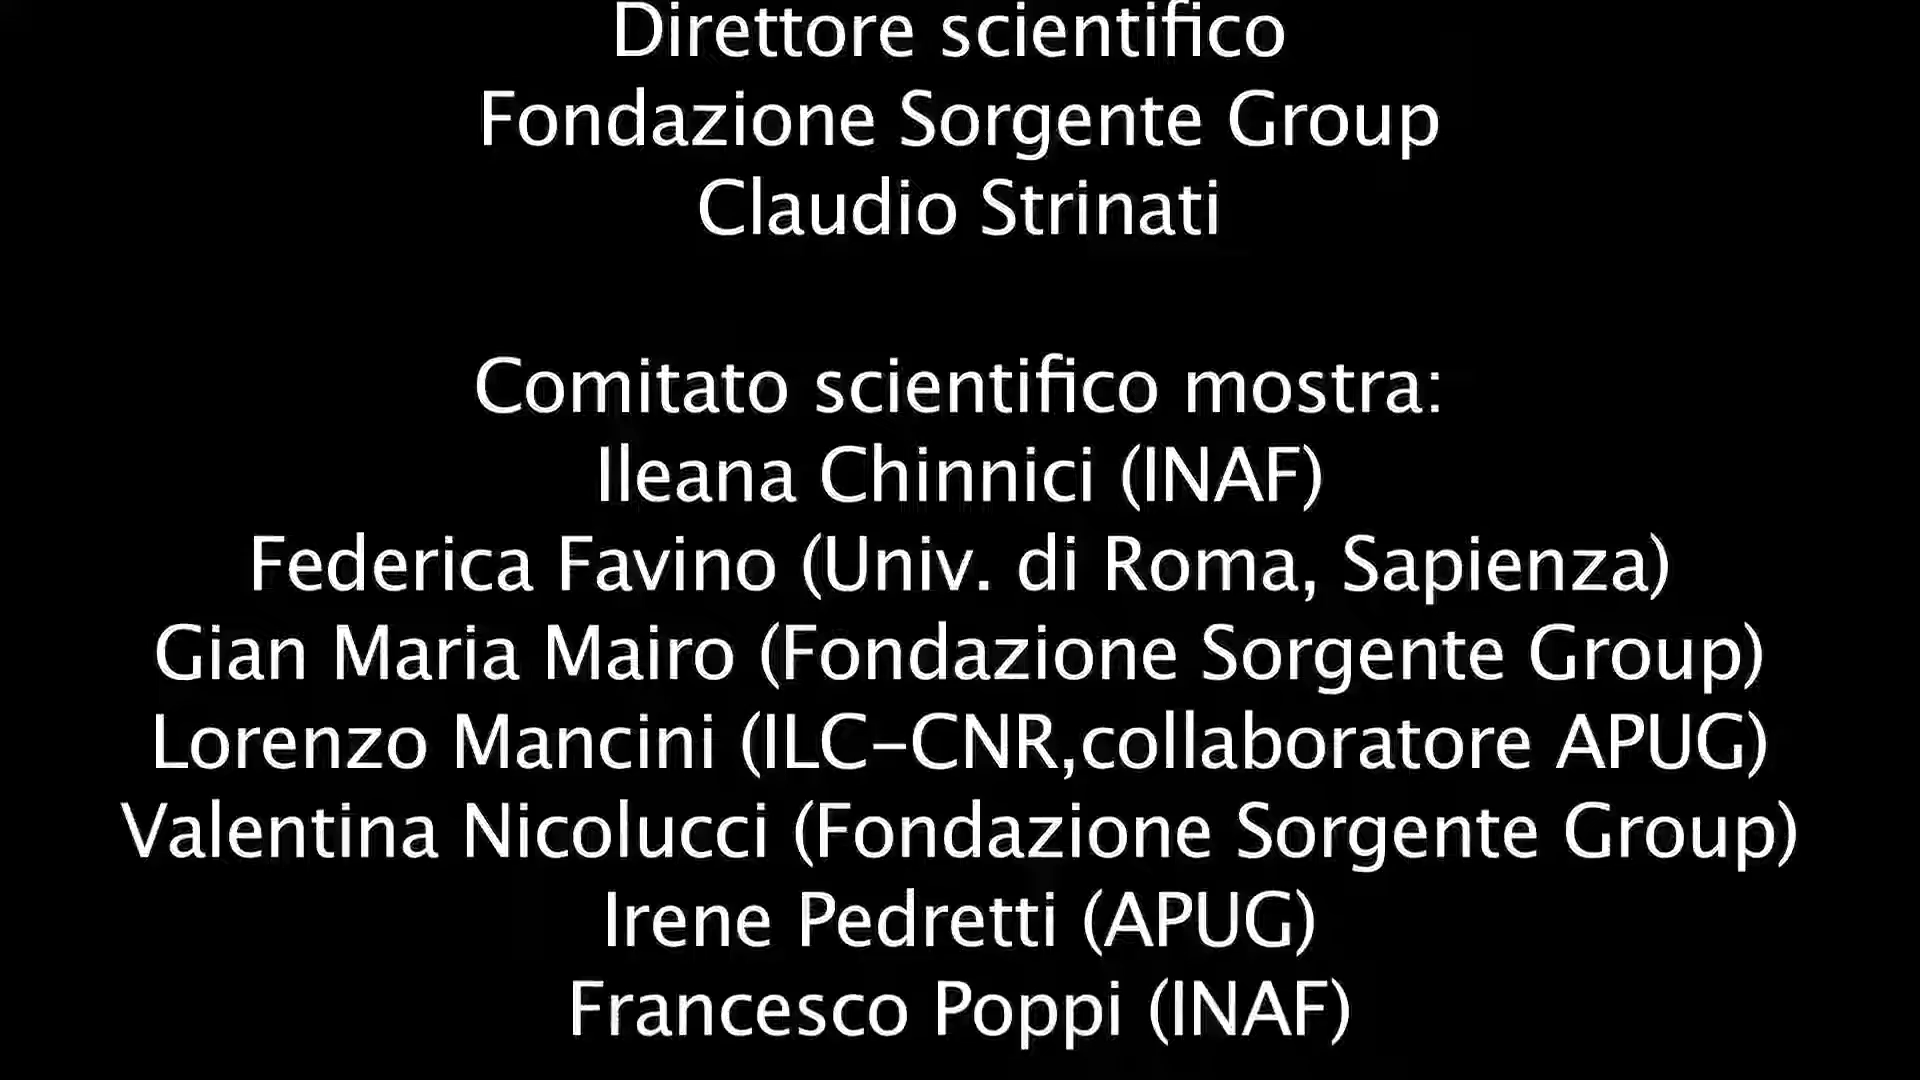 Direttore scientifico
Fondazione Sorgente Group
Claudio Strinati
Comitato scientifico mostra:
Ileana Chinnici (INAF)
Federica Favino (Univ. di Roma, Sapienza)
Gian Maria Mairo (Fondazione Sorgente Group)
Lorenzo Mancini (ILC-CNR,collaboratore APUG)
Valentina Nicolucci (Fondazione Sorgente Group)
Irene Pedretti (APUG)
Francesco Poppi (INAF)